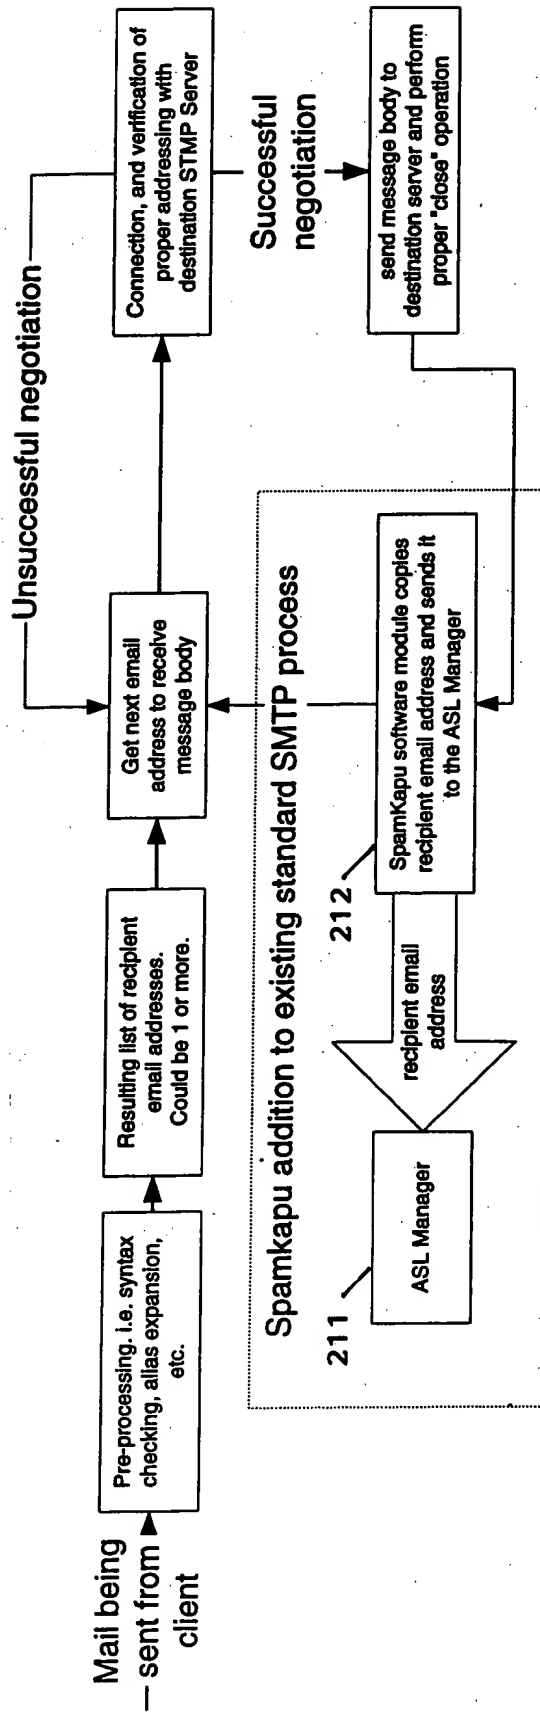 Mail being
sent from
client
Pre-processing. i.e. syntax
checking, alias expansion,
etc.
Resulting list of recipient
email addresses.
Could be 1 or more.
Get next email
address to receive
message body
Unsuccessful negotiation
Connection, and verification of
proper addressing with
destination STMP Server
Successful
negotiation
send message body to
destination server and perform
proper "close" operation
Spamkapu addition to existing standard SMTP process
212
SpamKapu software module copies
recipient email address and sends it
to the ASL Manager
recipient email
address
211
ASL Manager